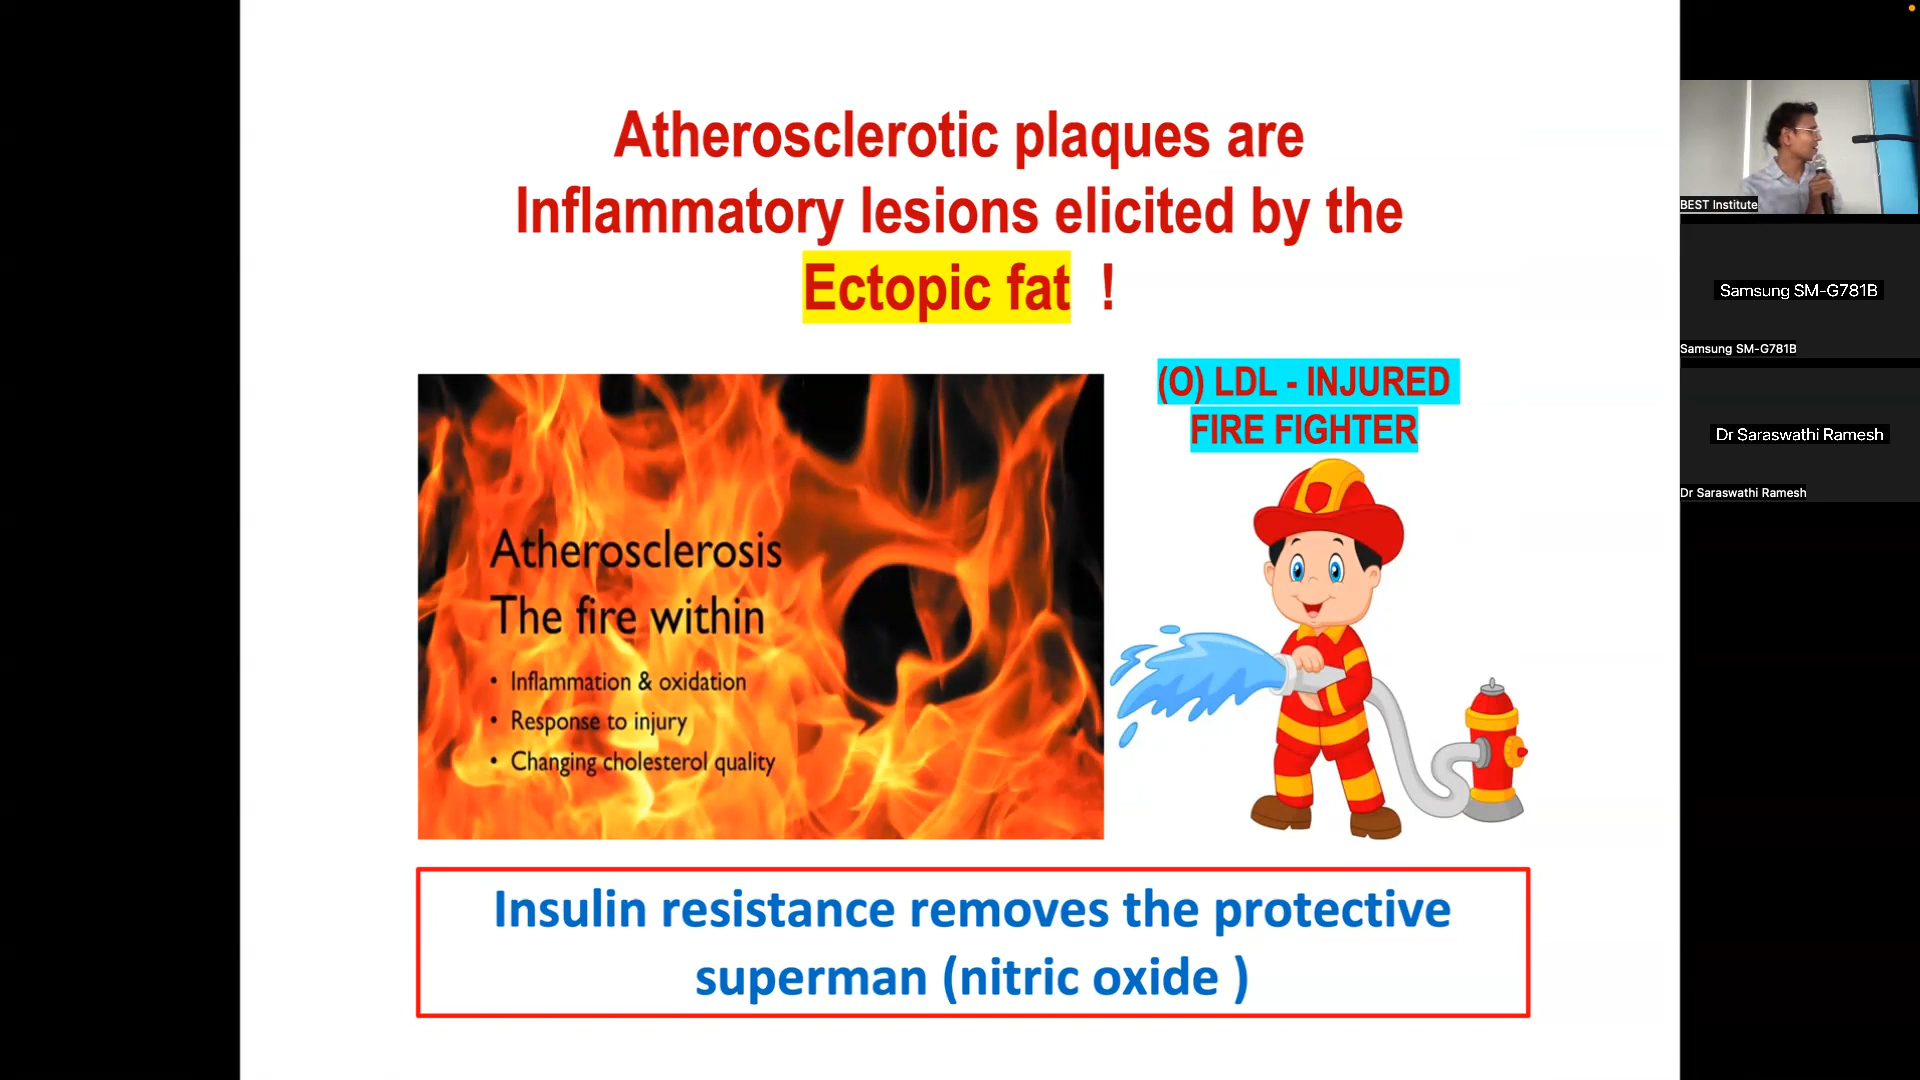 Atherosclerotic plaques are
Inflammatory lesions elicited by the
Ectopic fat !
(O) LDL - INJURED
FIRE FIGHTER
Atherosclerosis
The fire within
• Inflammation & oxidation
• Response to injury
• Changing cholesterol quality
Insulin resistance removes the protective
superman (nitric oxide )
BEST Institute
Samsung SM-G781B
Samsung SM-G781B
Dr Saraswathi Ramesh
Dr Saraswathi Ramesh